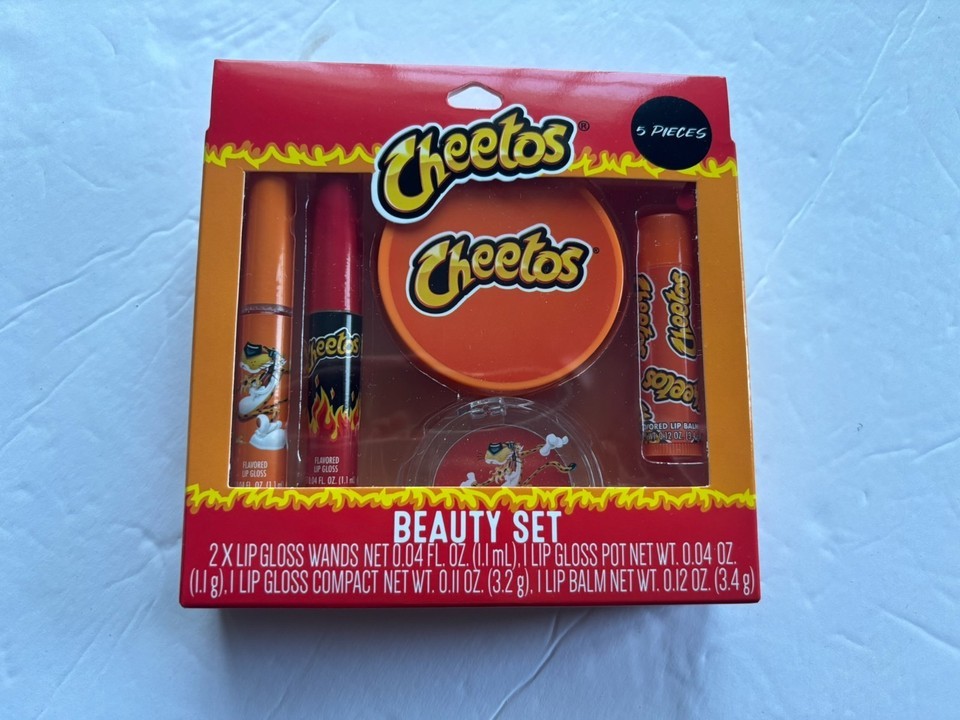 Cheetos®
5 PIECES
Cheetos®
Cheetos
Cheetos
Cheetos
Cheetos
LIP BALM
FLAVORED
LIP GLOSS
FLAVORED
LIP GLOSS
0.04 FL. OZ. (1.1
BEAUTY SET
2 X LIP GLOSS WANDS NET 0.04 FL. OZ. (1.1 mL), 1 LIP GLOSS POT NET WT. 0.04 OZ.
(1.1 g), 1 LIP GLOSS COMPACT NET WT. 0.11 OZ. (3.2 g), 1 LIP BALM NET WT. 0.12 OZ. (3.4 g)